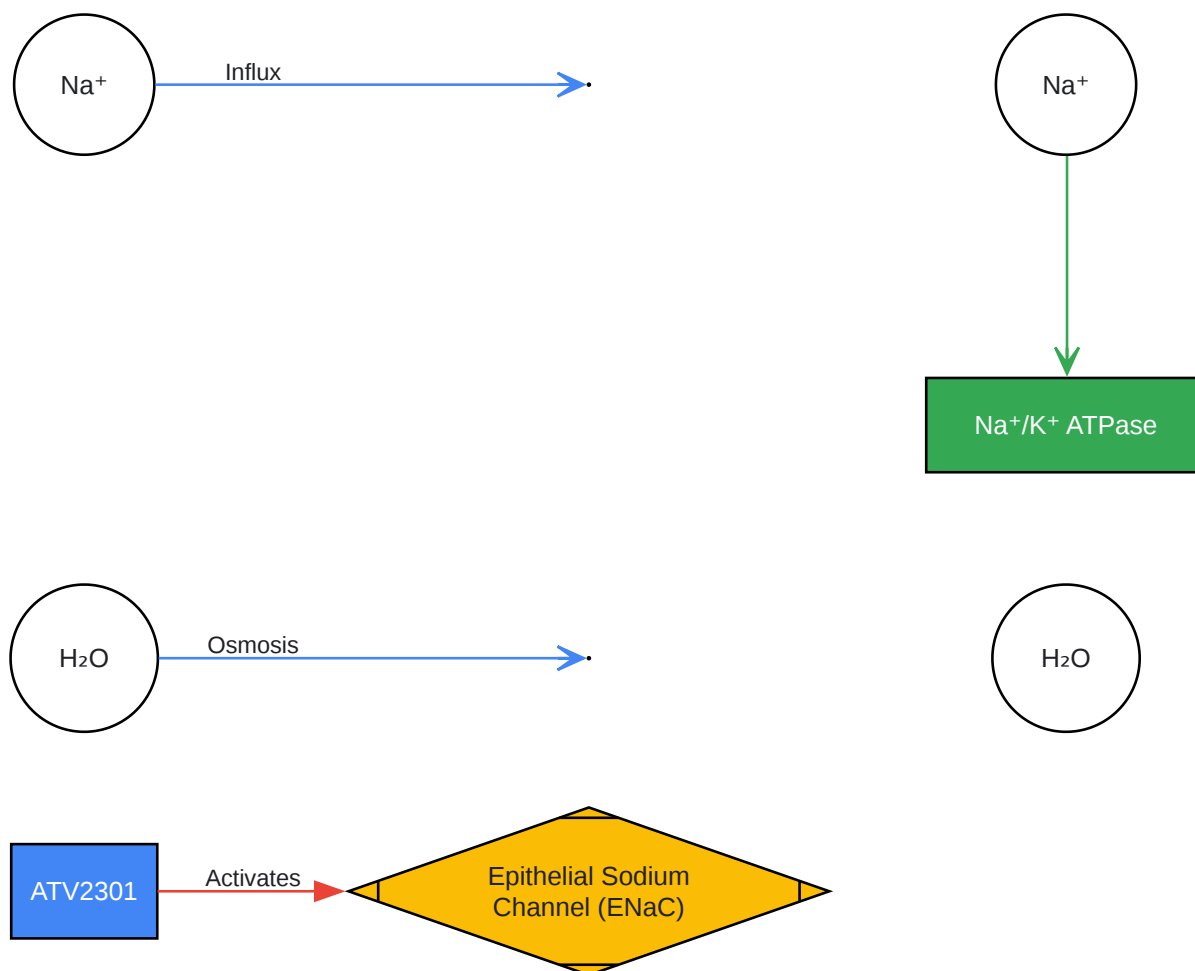 Na⁺
Influx
Na⁺
Na⁺/K⁺ ATPase
H₂O
Osmosis
H₂O
ATV2301
Activates
Epithelial Sodium
Channel (ENaC)